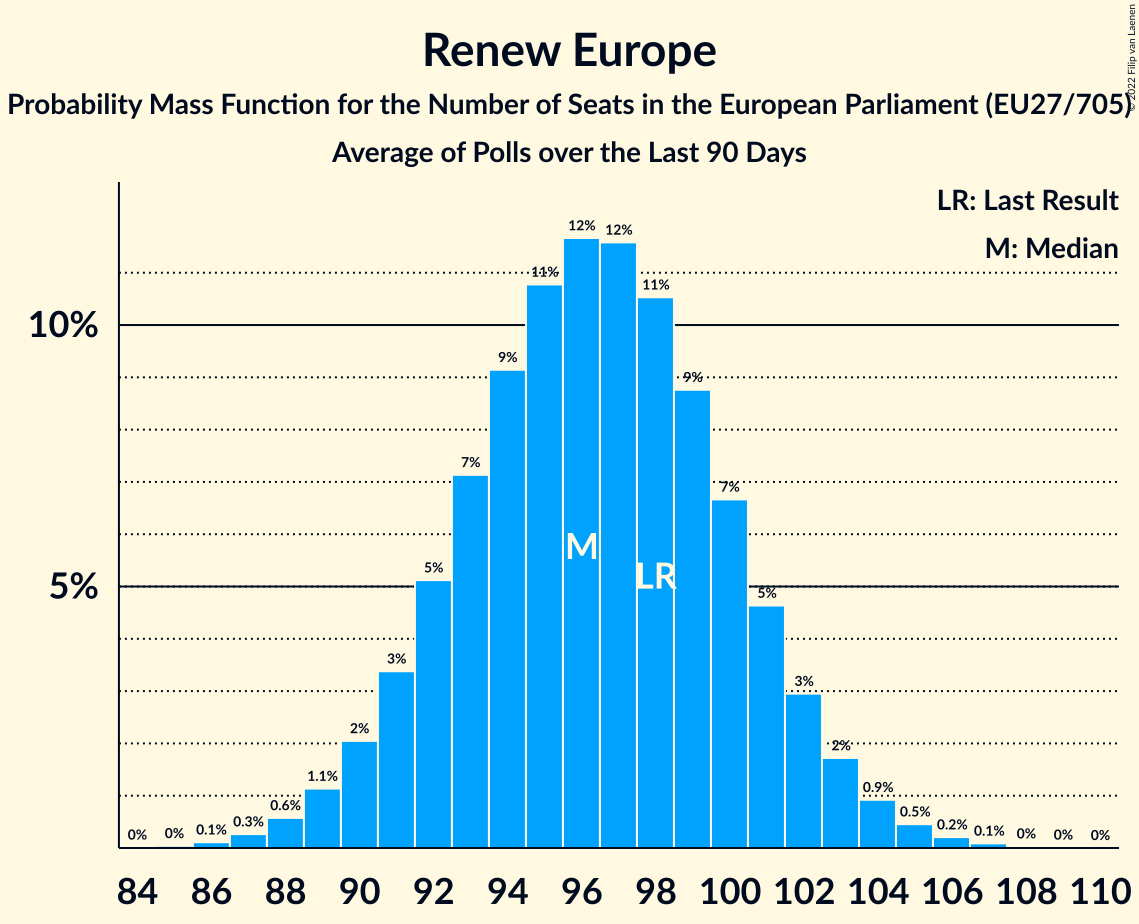 Renew Europe
© 2022 Filip van Laenen
Probability Mass Function for the Number of Seats in the European Parliament (EU27/705)
Average of Polls over the Last 90 Days
LR: Last Result
M: Median
10%
5%
0% 0% 0.1% 0.3% 0.6% 1.1% 2% 3% 5% 7% 9% 11% 12% 12% 11% 9% 7% 5% 3% 2% 0.9% 0.5% 0.2% 0.1% 0% 0% 0%
M
LR
84 86 88 90 92 94 96 98 100 102 104 106 108 110